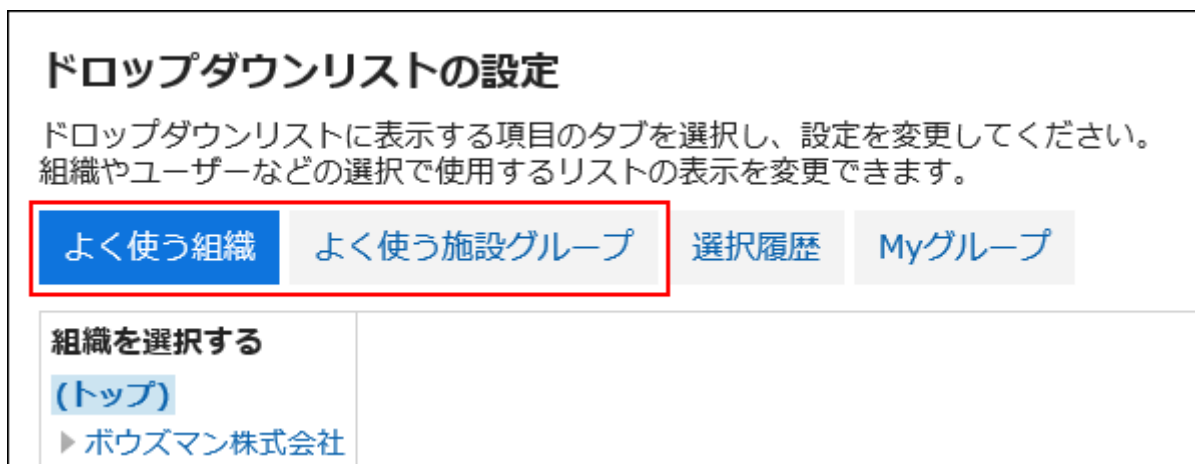 ドロップダウンリストの設定
ドロップダウンリストに表示する項目のタブを選択し、設定を変更してください。
組織やユーザーなどの選択で使用するリストの表示を変更できます。
よく使う組織 よく使う施設グループ 選択履歴 Myグループ
組織を選択する
(トップ)
ボウズマン株式会社